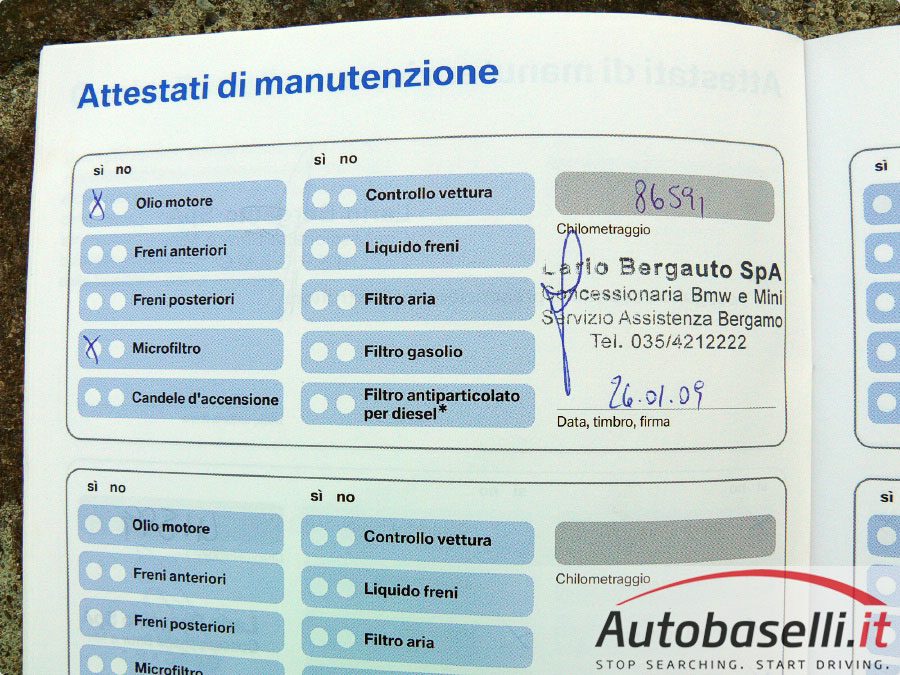 Attestati di manutenzione
sì no
Olio motore
Freni anteriori
Freni posteriori
Microfiltro
Candele d'accensione
sì no
Controllo vettura
Liquido freni
Filtro aria
Filtro gasolio
Filtro antiparticolato
per diesel*
86591
Chilometraggio
Lario Bergauto SpA
Concessionaria Bmw e Mini
Servizio Assistenza Bergamo
Tel. 035/4212222
26.01.09
Data, timbro, firma
sì no
Olio motore
Freni anteriori
Freni posteriori
Microfiltro
sì no
Controllo vettura
Liquido freni
Filtro aria
Chilometraggio
sì
sì
Autobaselli.it
STOP SEARCHING. START DRIVING.